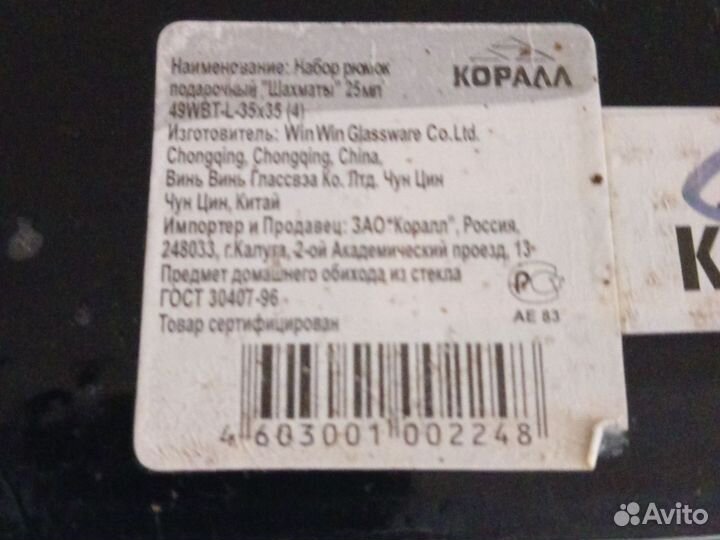 Наименование: Набор рюмок
подарочный "Шахматы" 25мл
49WBT-L-35x35 (4)
КОРАЛЛ
Изготовитель: Win Win Glassware Co.Ltd.
Chongqing, Chongqing, China,
Винь Винь Глассвэа Ко. Лтд. Чун Цин
Чун Цин, Китай
Импортер и Продавец: ЗАО "Коралл", Россия,
248033, г.Калуга, 2-ой Академический проезд, 13
Предмет домашнего обихода из стекла
ГОСТ 30407-96
Товар сертифицирован
РСТ
АЕ 83
4 603001 002248
К
Avito